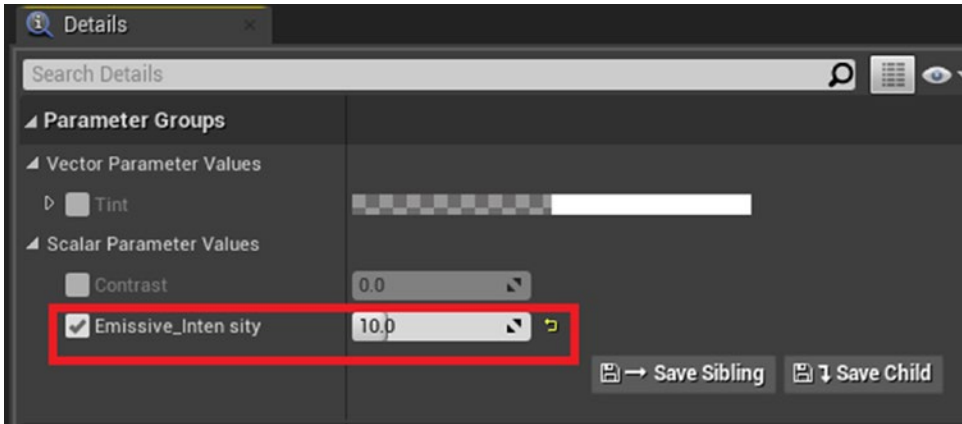 Details
Search Details
Parameter Groups
Vector Parameter Values
Tint
Scalar Parameter Values
Contrast 0.0
Emissive_Inten sity 10.0
Save Sibling Save Child